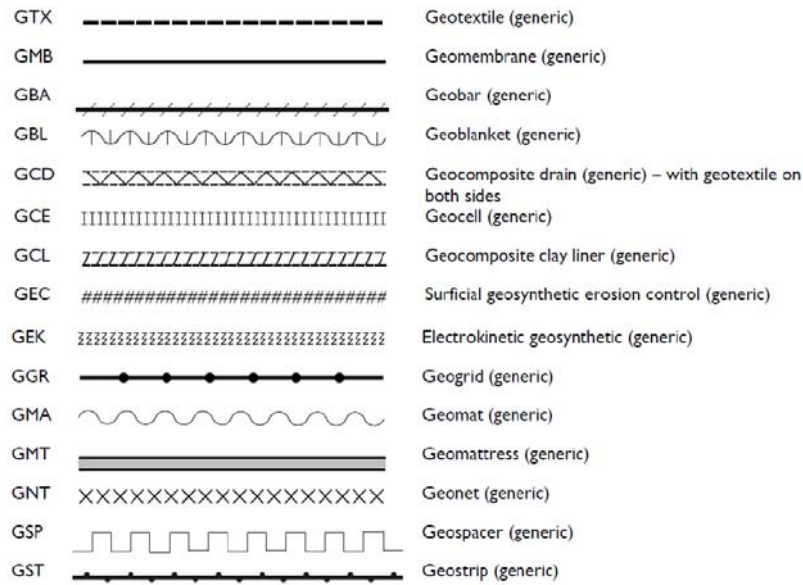 GTX Geotextile (generic)
GMB Geomembrane (generic)
GBA Geobar (generic)
GBL Geoblanket (generic)
GCD Geocomposite drain (generic) – with geotextile on
both sides
GCE Geocell (generic)
GCL Geocomposite clay liner (generic)
GEC Surficial geosynthetic erosion control (generic)
GEK Electrokinetic geosynthetic (generic)
GGR Geogrid (generic)
GMA Geomat (generic)
GMT Geomattress (generic)
GNT Geonet (generic)
GSP Geospacer (generic)
GST Geostrip (generic)